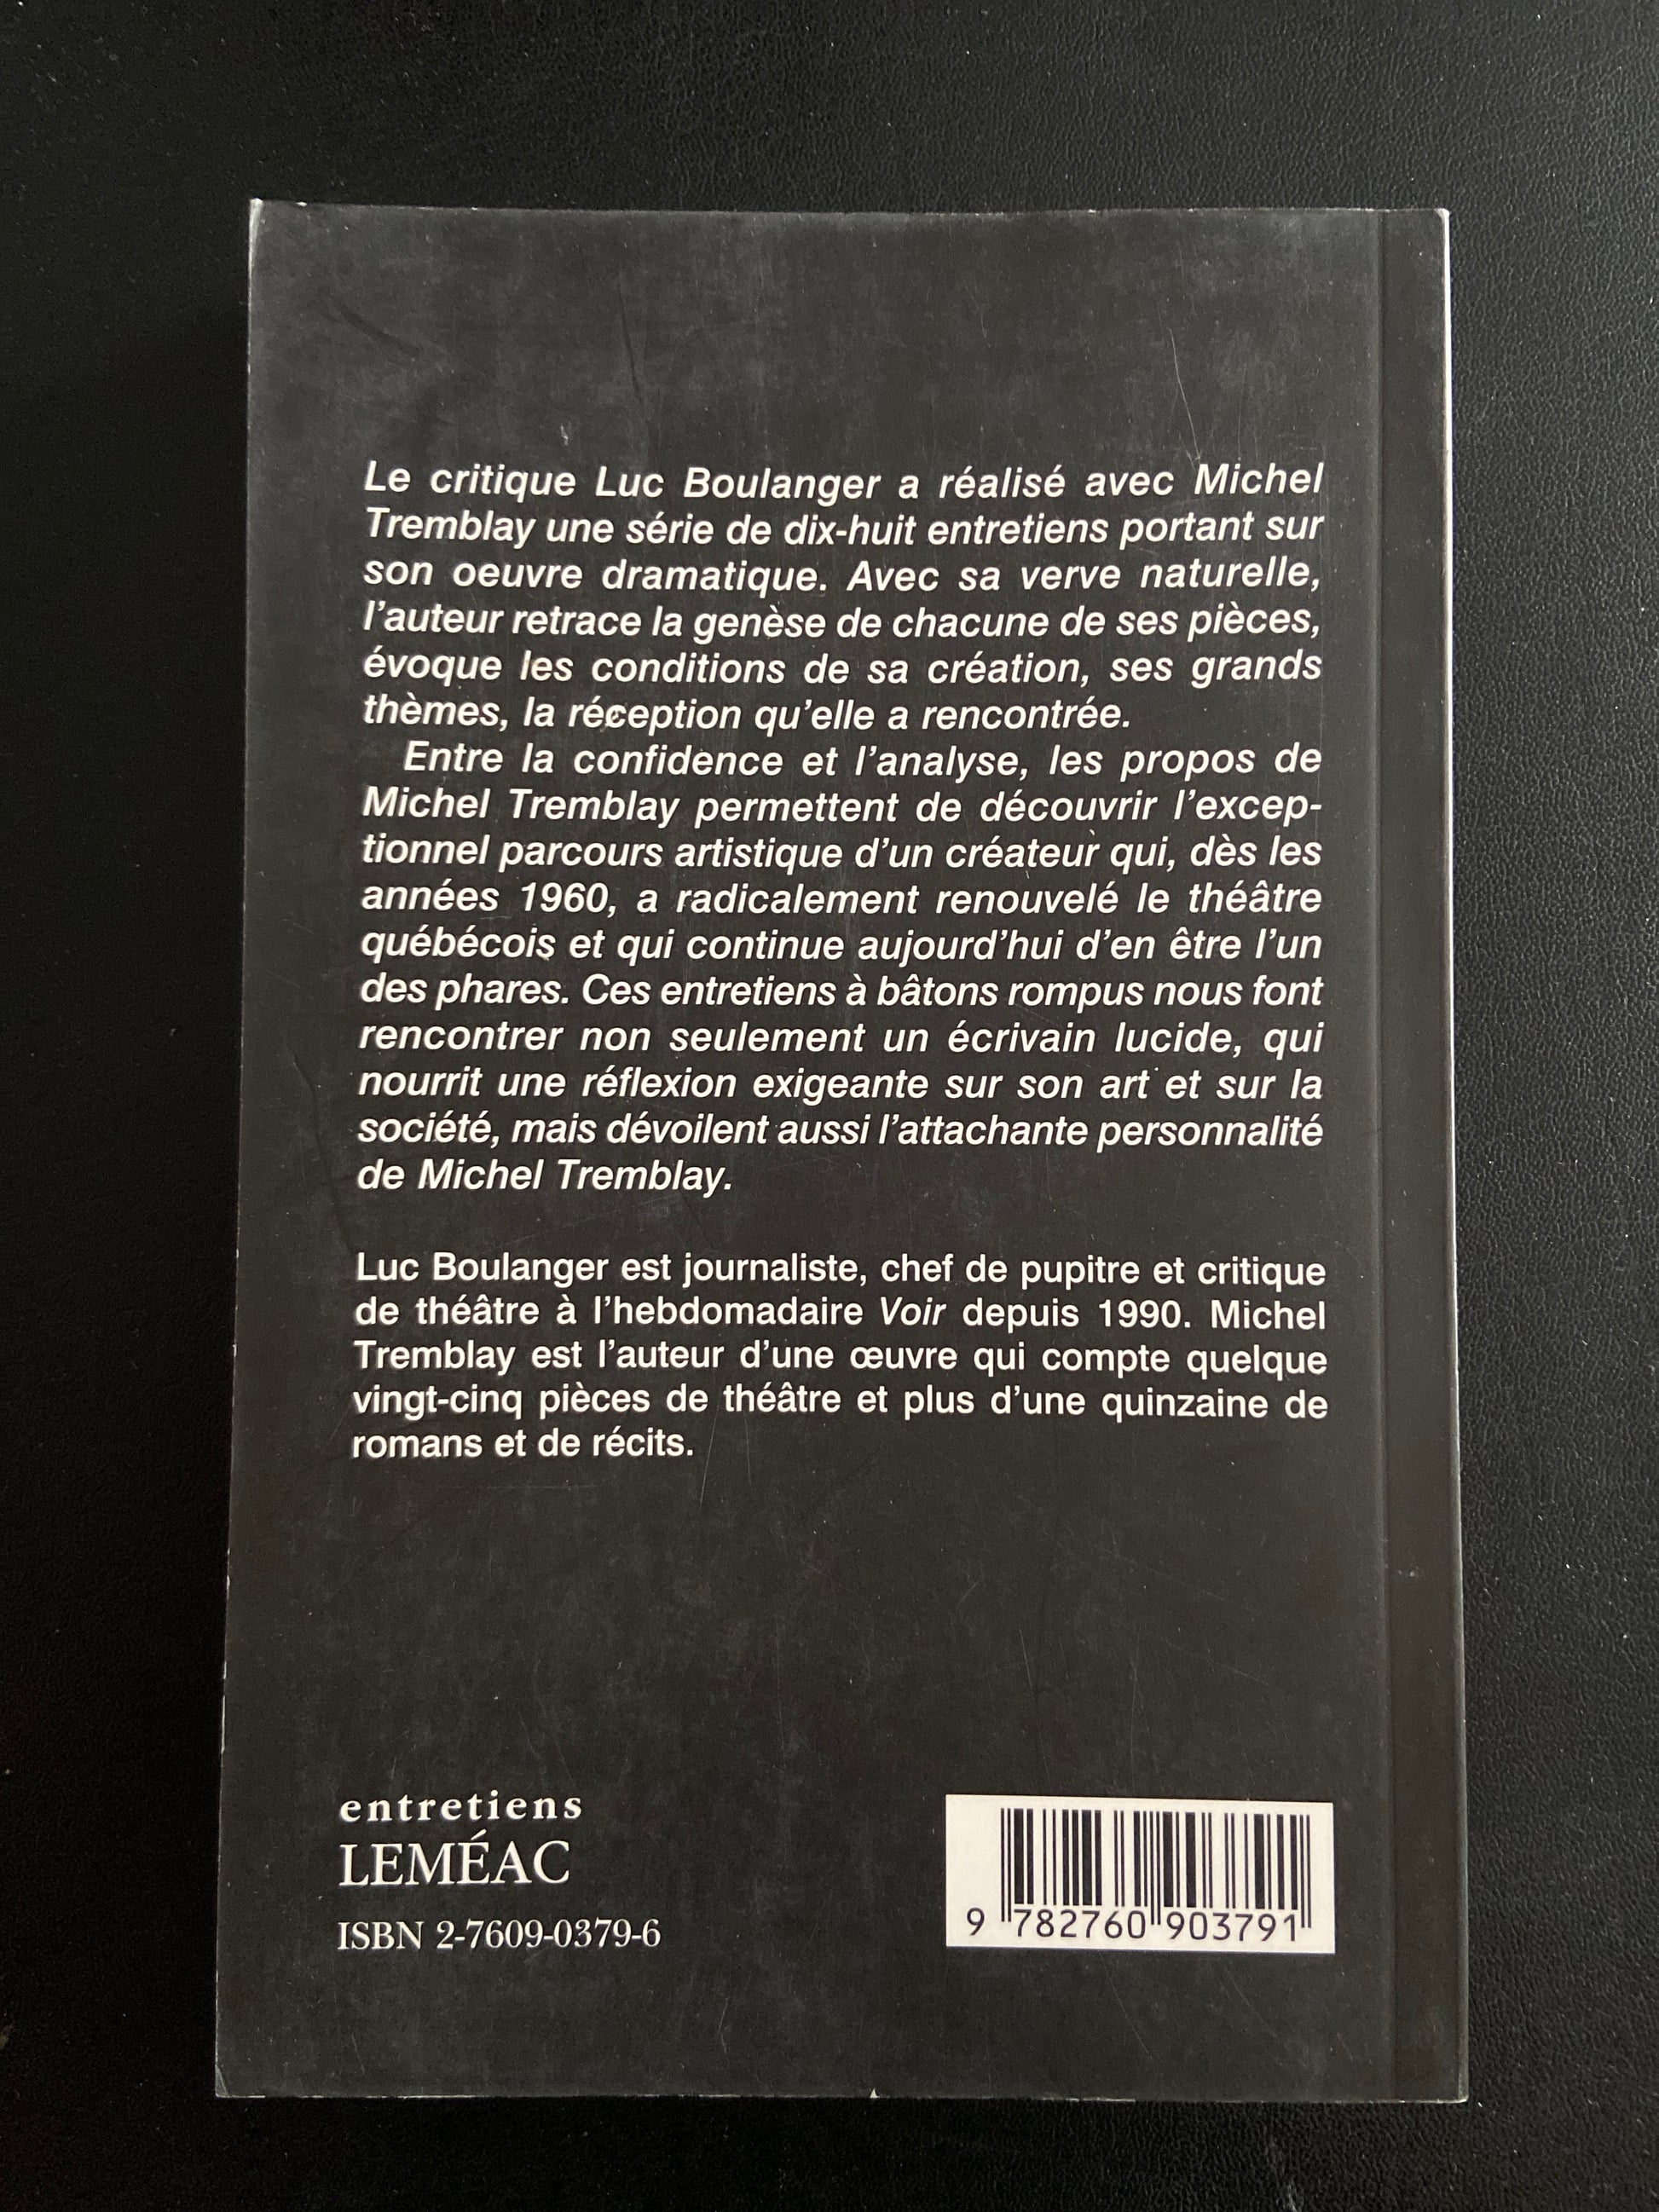 Le critique Luc Boulanger a réalisé avec Michel
Tremblay une série de dix-huit entretiens portant sur
son oeuvre dramatique. Avec sa verve naturelle,
l'auteur retrace la genèse de chacune de ses pièces,
évoque les conditions de sa création, ses grands
thèmes, la réception qu'elle a rencontrée.
Entre la confidence et l'analyse, les propos de
Michel Tremblay permettent de découvrir l'excep-
tionnel parcours artistique d'un créateur qui, dès les
années 1960, a radicalement renouvelé le théâtre
québécois et qui continue aujourd'hui d'en être l'un
des phares. Ces entretiens à bâtons rompus nous font
rencontrer non seulement un écrivain lucide, qui
nourrit une réflexion exigeante sur son art et sur la
société, mais dévoilent aussi l'attachante personnalité
de Michel Tremblay.
Luc Boulanger est journaliste, chef de pupitre et critique
de théâtre à l'hebdomadaire Voir depuis 1990. Michel
Tremblay est l'auteur d'une œuvre qui compte quelque
vingt-cinq pièces de théâtre et plus d'une quinzaine de
romans et de récits.
entretiens
LEMÉAC
ISBN 2-7609-0379-6
9 782760 903791